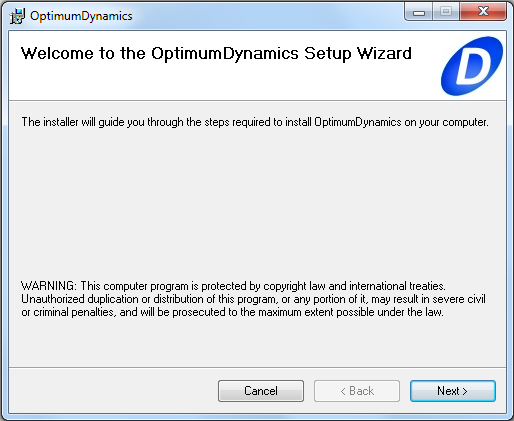 OptimumDynamics
Welcome to the OptimumDynamics Setup Wizard
D
The installer will guide you through the steps required to install OptimumDynamics on your computer.
WARNING: This computer program is protected by copyright law and international treaties.
Unauthorized duplication or distribution of this program, or any portion of it, may result in severe civil
or criminal penalties, and will be prosecuted to the maximum extent possible under the law.
Cancel
< Back
Next >